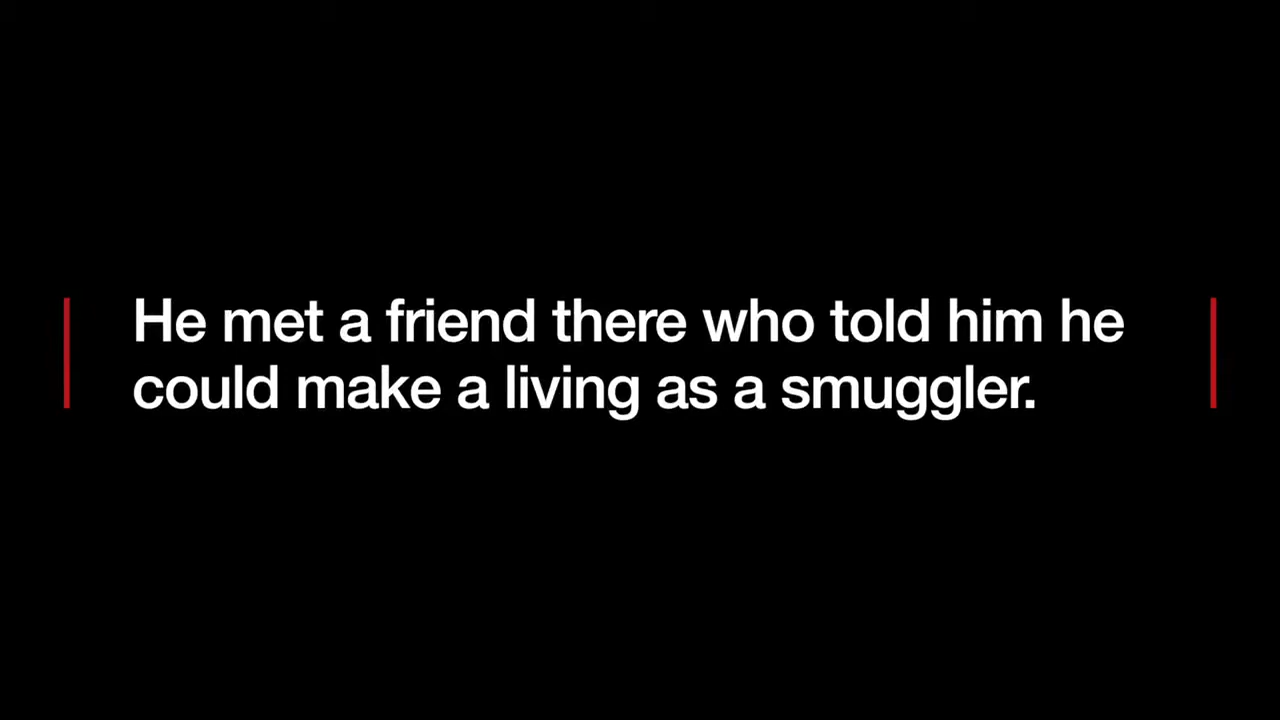 He met a friend there who told him he
could make a living as a smuggler.